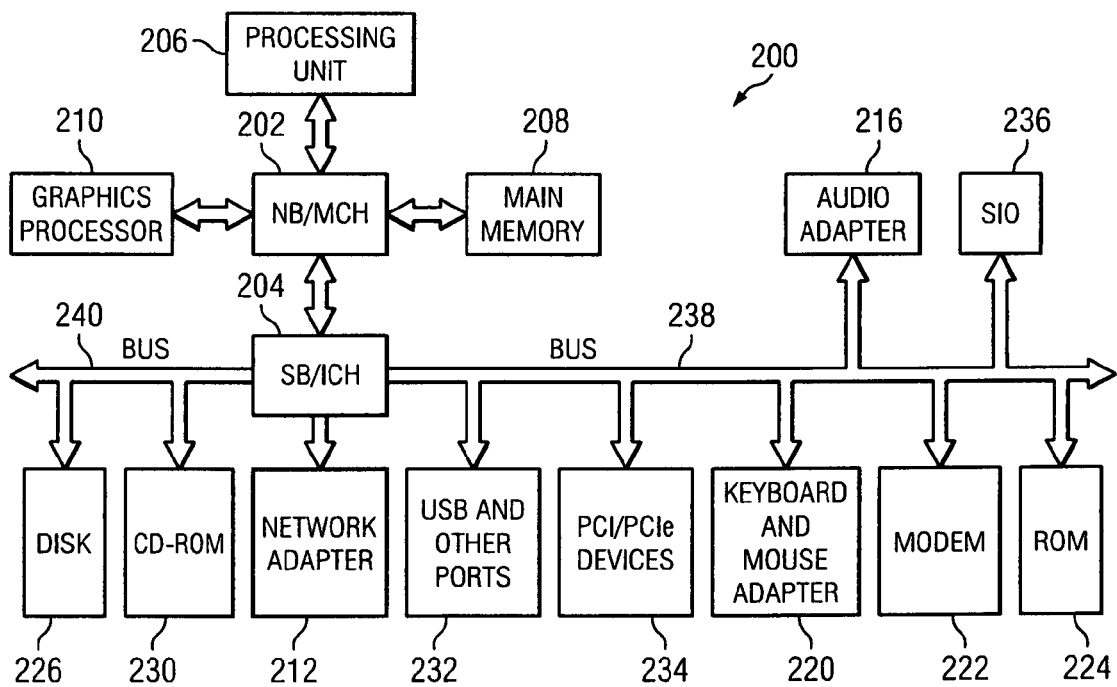 PROCESSING
UNIT
206
200
210
202
208
216
236
GRAPHICS
PROCESSOR
NB/MCH
MAIN
MEMORY
AUDIO
ADAPTER
SIO
204
240
BUS
SB/ICH
BUS
238
DISK
CD-ROM
NETWORK
ADAPTER
USB AND
OTHER
PORTS
PCI/PCIe
DEVICES
KEYBOARD
AND
MOUSE
ADAPTER
MODEM
ROM
226
230
212
232
234
220
222
224